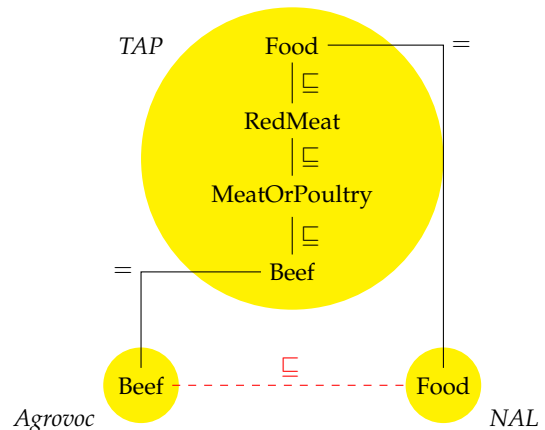 TAP Food =
⊑
RedMeat
⊑
MeatOrPoultry
⊑
= Beef
⊑
Beef Food
Agrovoc NAL